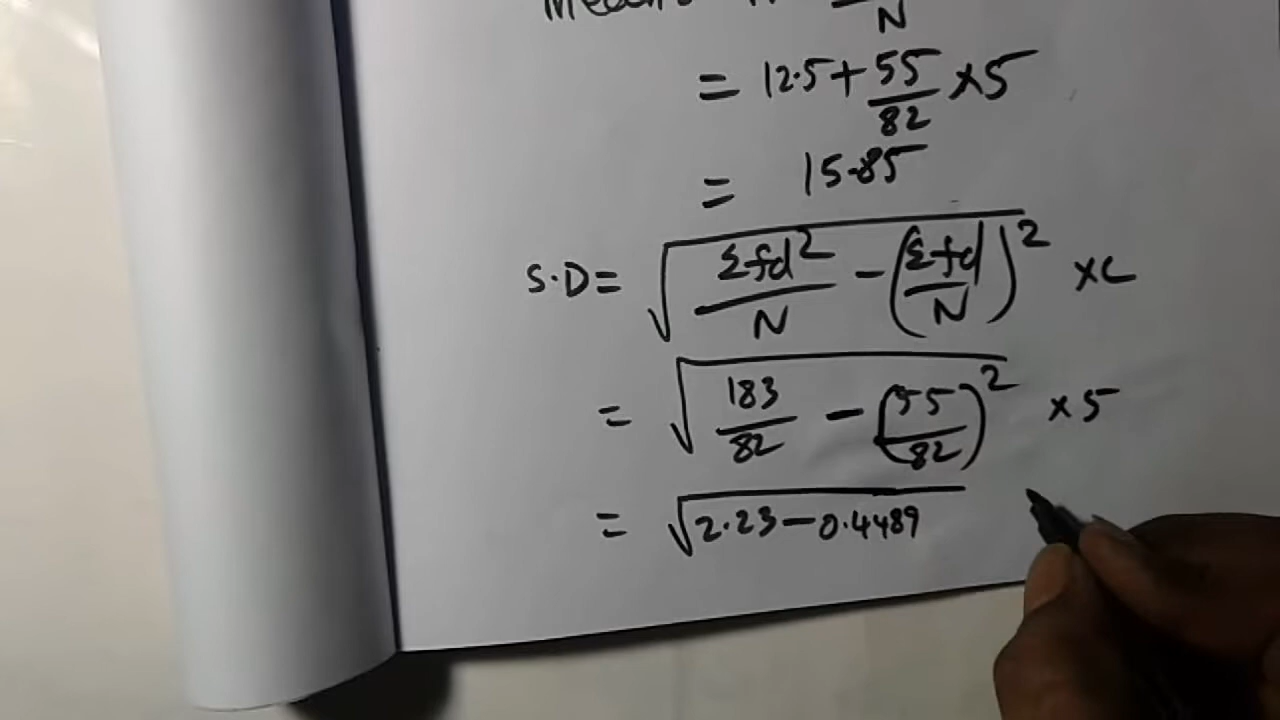 N
= 12.5 + 55/82 × 5
= 15.85
S.D = √(Σfd²/N − (Σfd/N)²) × C
= √(183/82 − (55/82)²) × 5
= √(2.23 − 0.4489)